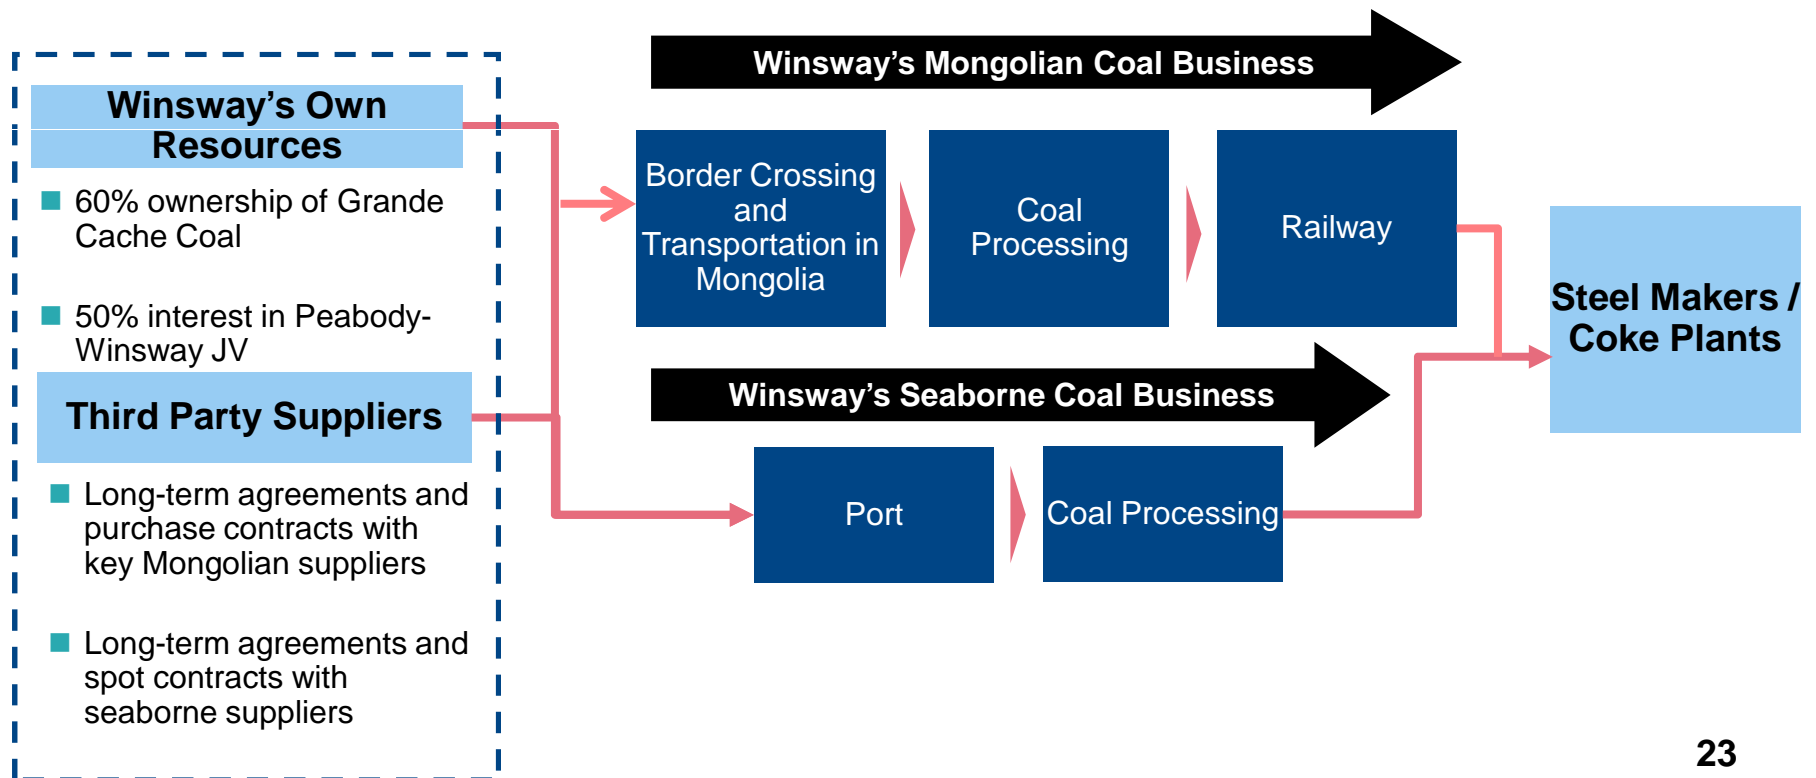 Winsway’s Mongolian Coal Business
Winsway’s Own
Resources
60% ownership of Grande
Cache Coal
50% interest in Peabody-
Winsway JV
Third Party Suppliers
Long-term agreements and
purchase contracts with
key Mongolian suppliers
Long-term agreements and
spot contracts with
seaborne suppliers
Border Crossing
and
Transportation in
Mongolia
Coal
Processing
Railway
Winsway’s Seaborne Coal Business
Port
Coal Processing
Steel Makers /
Coke Plants
23